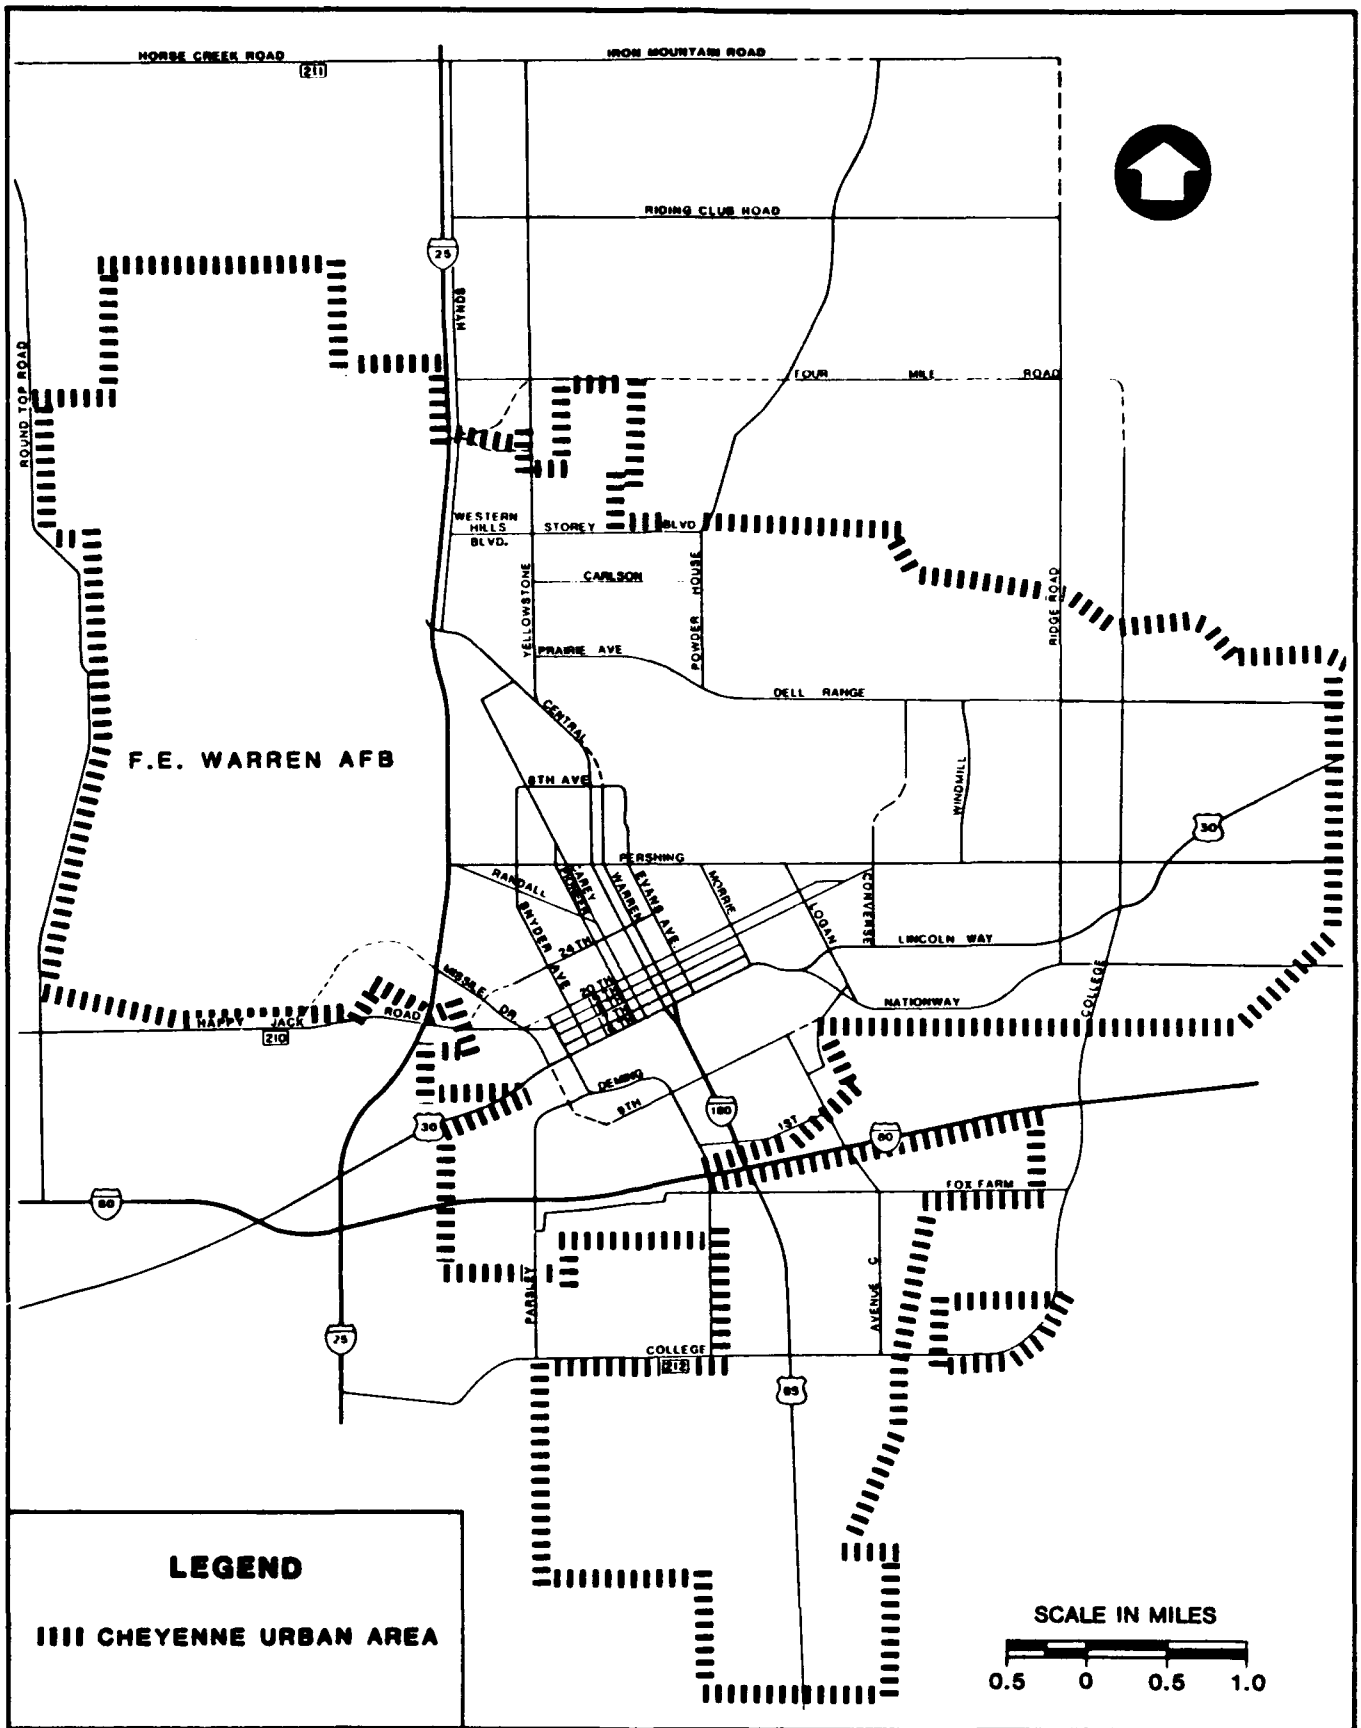 HORSE CREEK ROAD
211
IRON MOUNTAIN ROAD
RIDING CLUB ROAD
25
HYNDS
ROUND TOP ROAD
FOUR MILE ROAD
WESTERN
HILLS
BLVD.
STOREY BLVD
CARLSON
YELLOWSTONE
POWDER HOUSE
RIDGE ROAD
PRAIRIE AVE
DELL RANGE
CENTRAL
F.E. WARREN AFB
8TH AVE
WINDMILL
30
PERSHING
RANDALL
CAREY
PIONEER
WARREN
EVANS AVE.
MORRIE
LOGAN
CONVERSE
SNYDER AVE
24TH
LINCOLN WAY
MISSILE DR
20TH
NATIONWAY
COLLEGE
HAPPY JACK ROAD
210
DEMING
9TH
180
30
1ST
80
FOX FARM
80
PARSLEY
AVENUE C
25
COLLEGE
212
85
LEGEND
CHEYENNE URBAN AREA
SCALE IN MILES
0.5 0 0.5 1.0